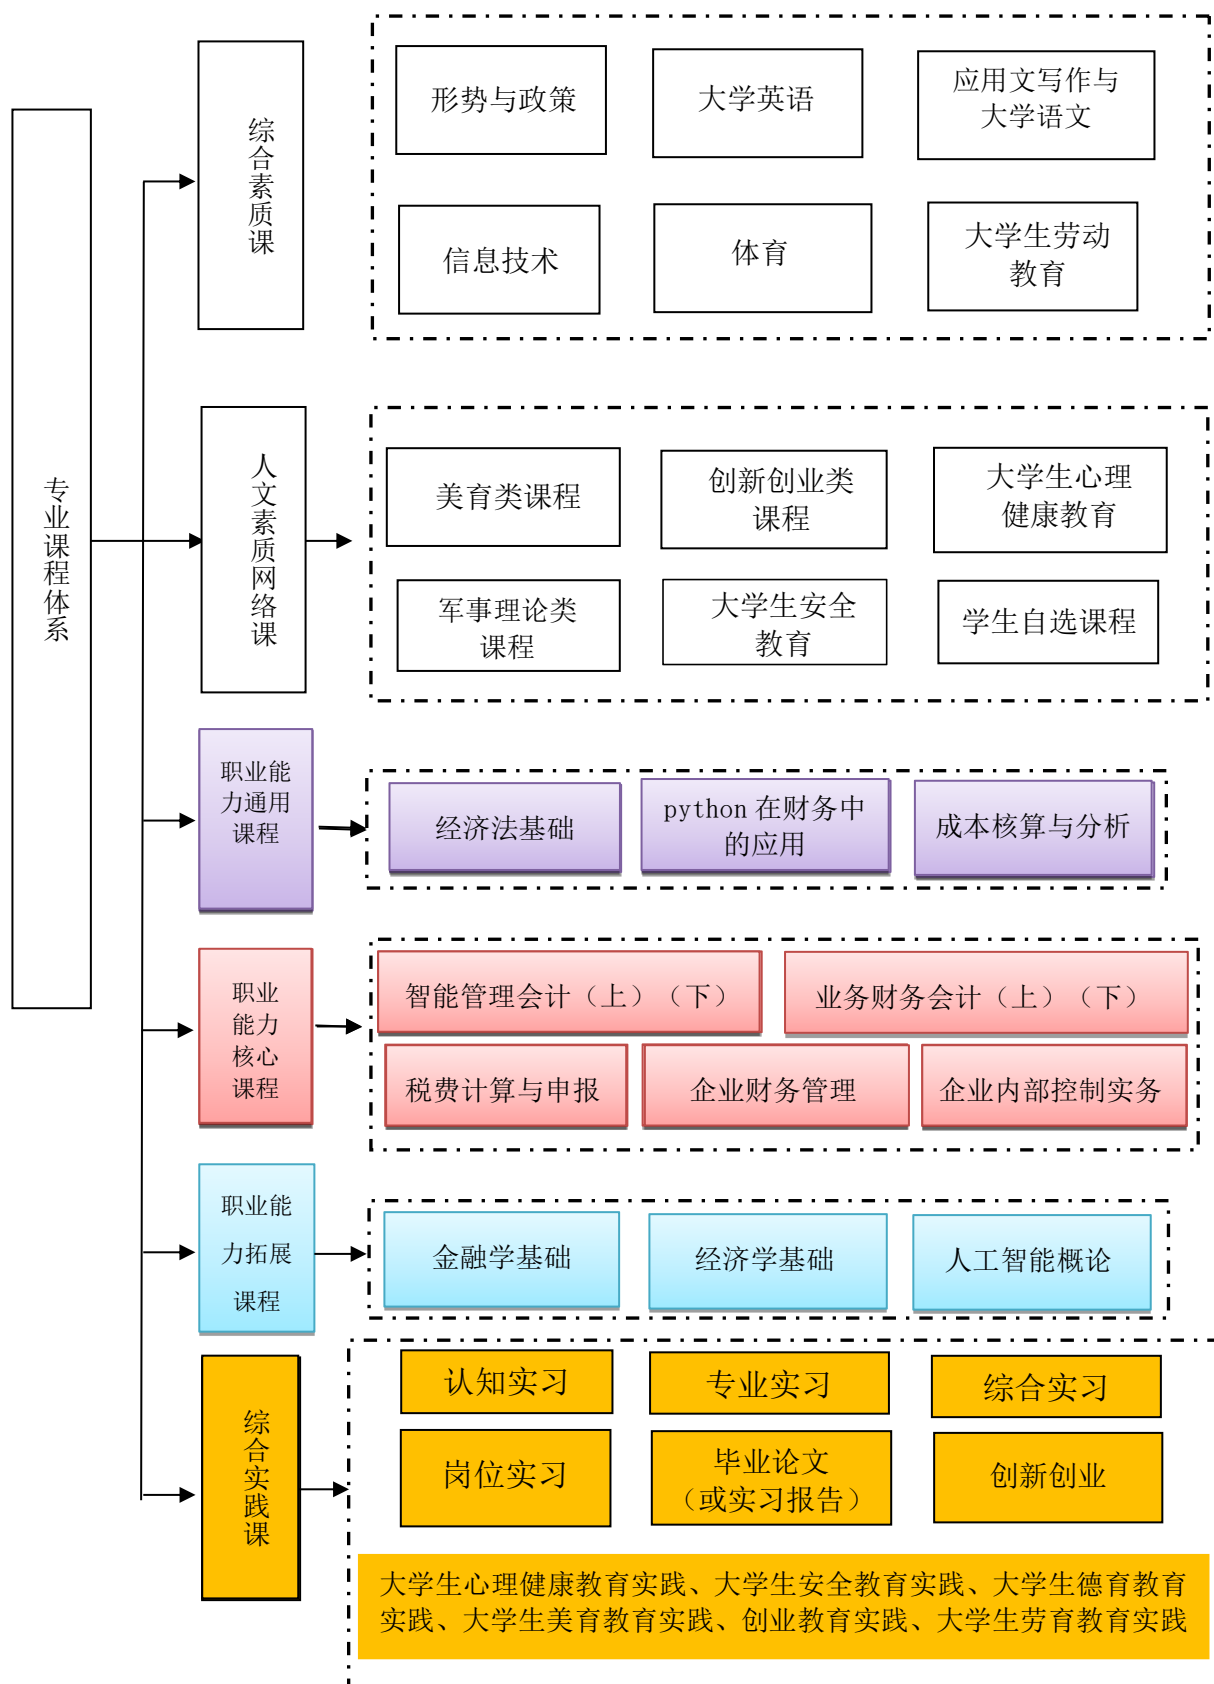 专业课程体系
综合素质课
形势与政策
大学英语
应用文写作与
大学语文
信息技术
体育
大学生劳动
教育
人文素质网络课
美育类课程
创新创业类
课程
大学生心理
健康教育
军事理论类
课程
大学生安全
教育
学生自选课程
职业能
力通用
课程
经济法基础
python 在财务中
的应用
成本核算与分析
职业
能力
核心
课程
智能管理会计（上）（下）
业务财务会计（上）（下）
税费计算与申报
企业财务管理
企业内部控制实务
职业能
力拓展
课程
金融学基础
经济学基础
人工智能概论
综合实践课
认知实习
专业实习
综合实习
岗位实习
毕业论文
（或实习报告）
创新创业
大学生心理健康教育实践、大学生安全教育实践、大学生德育教育
实践、大学生美育教育实践、创业教育实践、大学生劳育教育实践